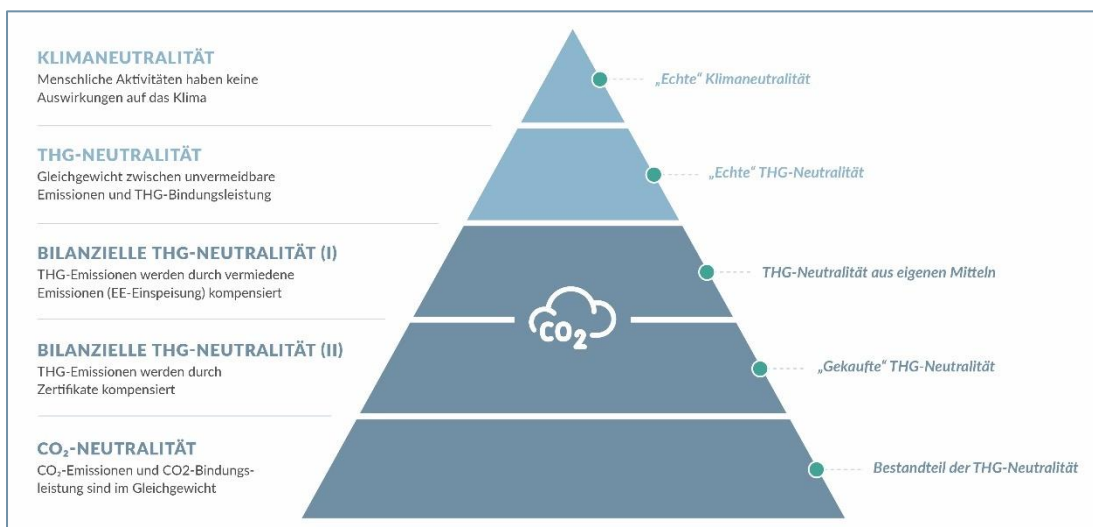 KLIMANEUTRALITÄT
Menschliche Aktivitäten haben keine
Auswirkungen auf das Klima
„Echte“ Klimaneutralität
THG-NEUTRALITÄT
Gleichgewicht zwischen unvermeidbare
Emissionen und THG-Bindungsleistung
„Echte“ THG-Neutralität
BILANZIELLE THG-NEUTRALITÄT (I)
THG-Emissionen werden durch vermiedene
Emissionen (EE-Einspeisung) kompensiert
THG-Neutralität aus eigenen Mitteln
CO2
BILANZIELLE THG-NEUTRALITÄT (II)
THG-Emissionen werden durch
Zertifikate kompensiert
„Gekaufte“ THG-Neutralität
CO₂-NEUTRALITÄT
CO₂-Emissionen und CO2-Bindungs-
leistung sind im Gleichgewicht
Bestandteil der THG-Neutralität